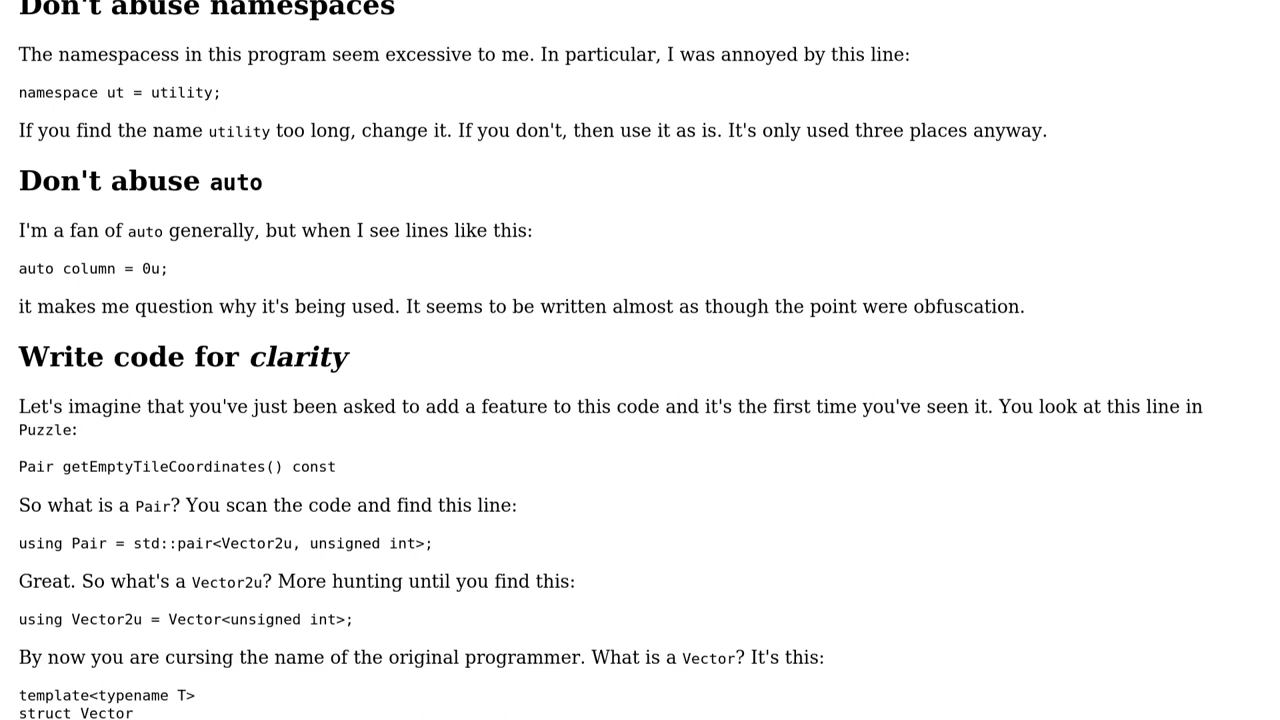 Don't abuse namespaces
The namespacess in this program seem excessive to me. In particular, I was annoyed by this line:
namespace ut = utility;
If you find the name utility too long, change it. If you don't, then use it as is. It's only used three places anyway.
Don't abuse auto
I'm a fan of auto generally, but when I see lines like this:
auto column = 0u;
it makes me question why it's being used. It seems to be written almost as though the point were obfuscation.
Write code for clarity
Let's imagine that you've just been asked to add a feature to this code and it's the first time you've seen it. You look at this line in
Puzzle:
Pair getEmptyTileCoordinates() const
So what is a Pair? You scan the code and find this line:
using Pair = std::pair<Vector2u, unsigned int>;
Great. So what's a Vector2u? More hunting until you find this:
using Vector2u = Vector<unsigned int>;
By now you are cursing the name of the original programmer. What is a Vector? It's this:
template<typename T>
struct Vector